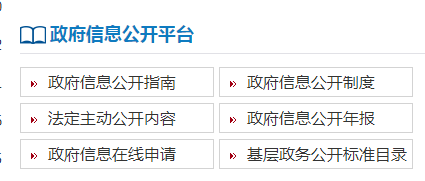 政府信息公开平台
政府信息公开指南 政府信息公开制度
法定主动公开内容 政府信息公开年报
政府信息在线申请 基层政务公开标准目录